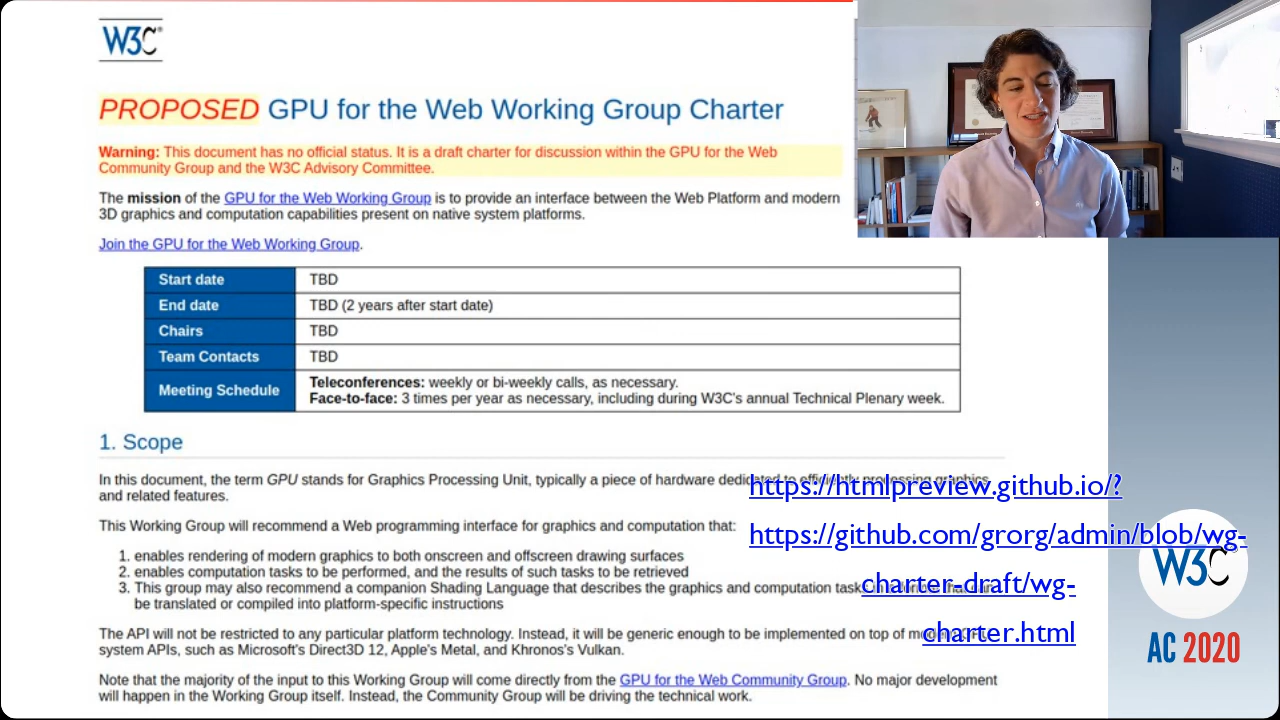 W3C®
PROPOSED GPU for the Web Working Group Charter
Warning: This document has no official status. It is a draft charter for discussion within the GPU for the Web
Community Group and the W3C Advisory Committee.
The mission of the GPU for the Web Working Group is to provide an interface between the Web Platform and modern
3D graphics and computation capabilities present on native system platforms.
Join the GPU for the Web Working Group.
Start date TBD
End date TBD (2 years after start date)
Chairs TBD
Team Contacts TBD
Meeting Schedule Teleconferences: weekly or bi-weekly calls, as necessary.
Face-to-face: 3 times per year as necessary, including during W3C's annual Technical Plenary week.
1. Scope
In this document, the term GPU stands for Graphics Processing Unit, typically a piece of hardware dedicated to efficiently processing graphics
and related features.
This Working Group will recommend a Web programming interface for graphics and computation that:
1. enables rendering of modern graphics to both onscreen and offscreen drawing surfaces
2. enables computation tasks to be performed, and the results of such tasks to be retrieved
3. This group may also recommend a companion Shading Language that describes the graphics and computation
be translated or compiled into platform-specific instructions
The API will not be restricted to any particular platform technology. Instead, it will be generic enough to be implemented on top of
system APIs, such as Microsoft's Direct3D 12, Apple's Metal, and Khronos's Vulkan.
Note that the majority of the input to this Working Group will come directly from the GPU for the Web Community Group. No major development
will happen in the Working Group itself. Instead, the Community Group will be driving the technical work.
https://htmlpreview.github.io/?
https://github.com/grorg/admin/blob/wg-
charter-draft/wg-
charter.html
W3C
AC 2020